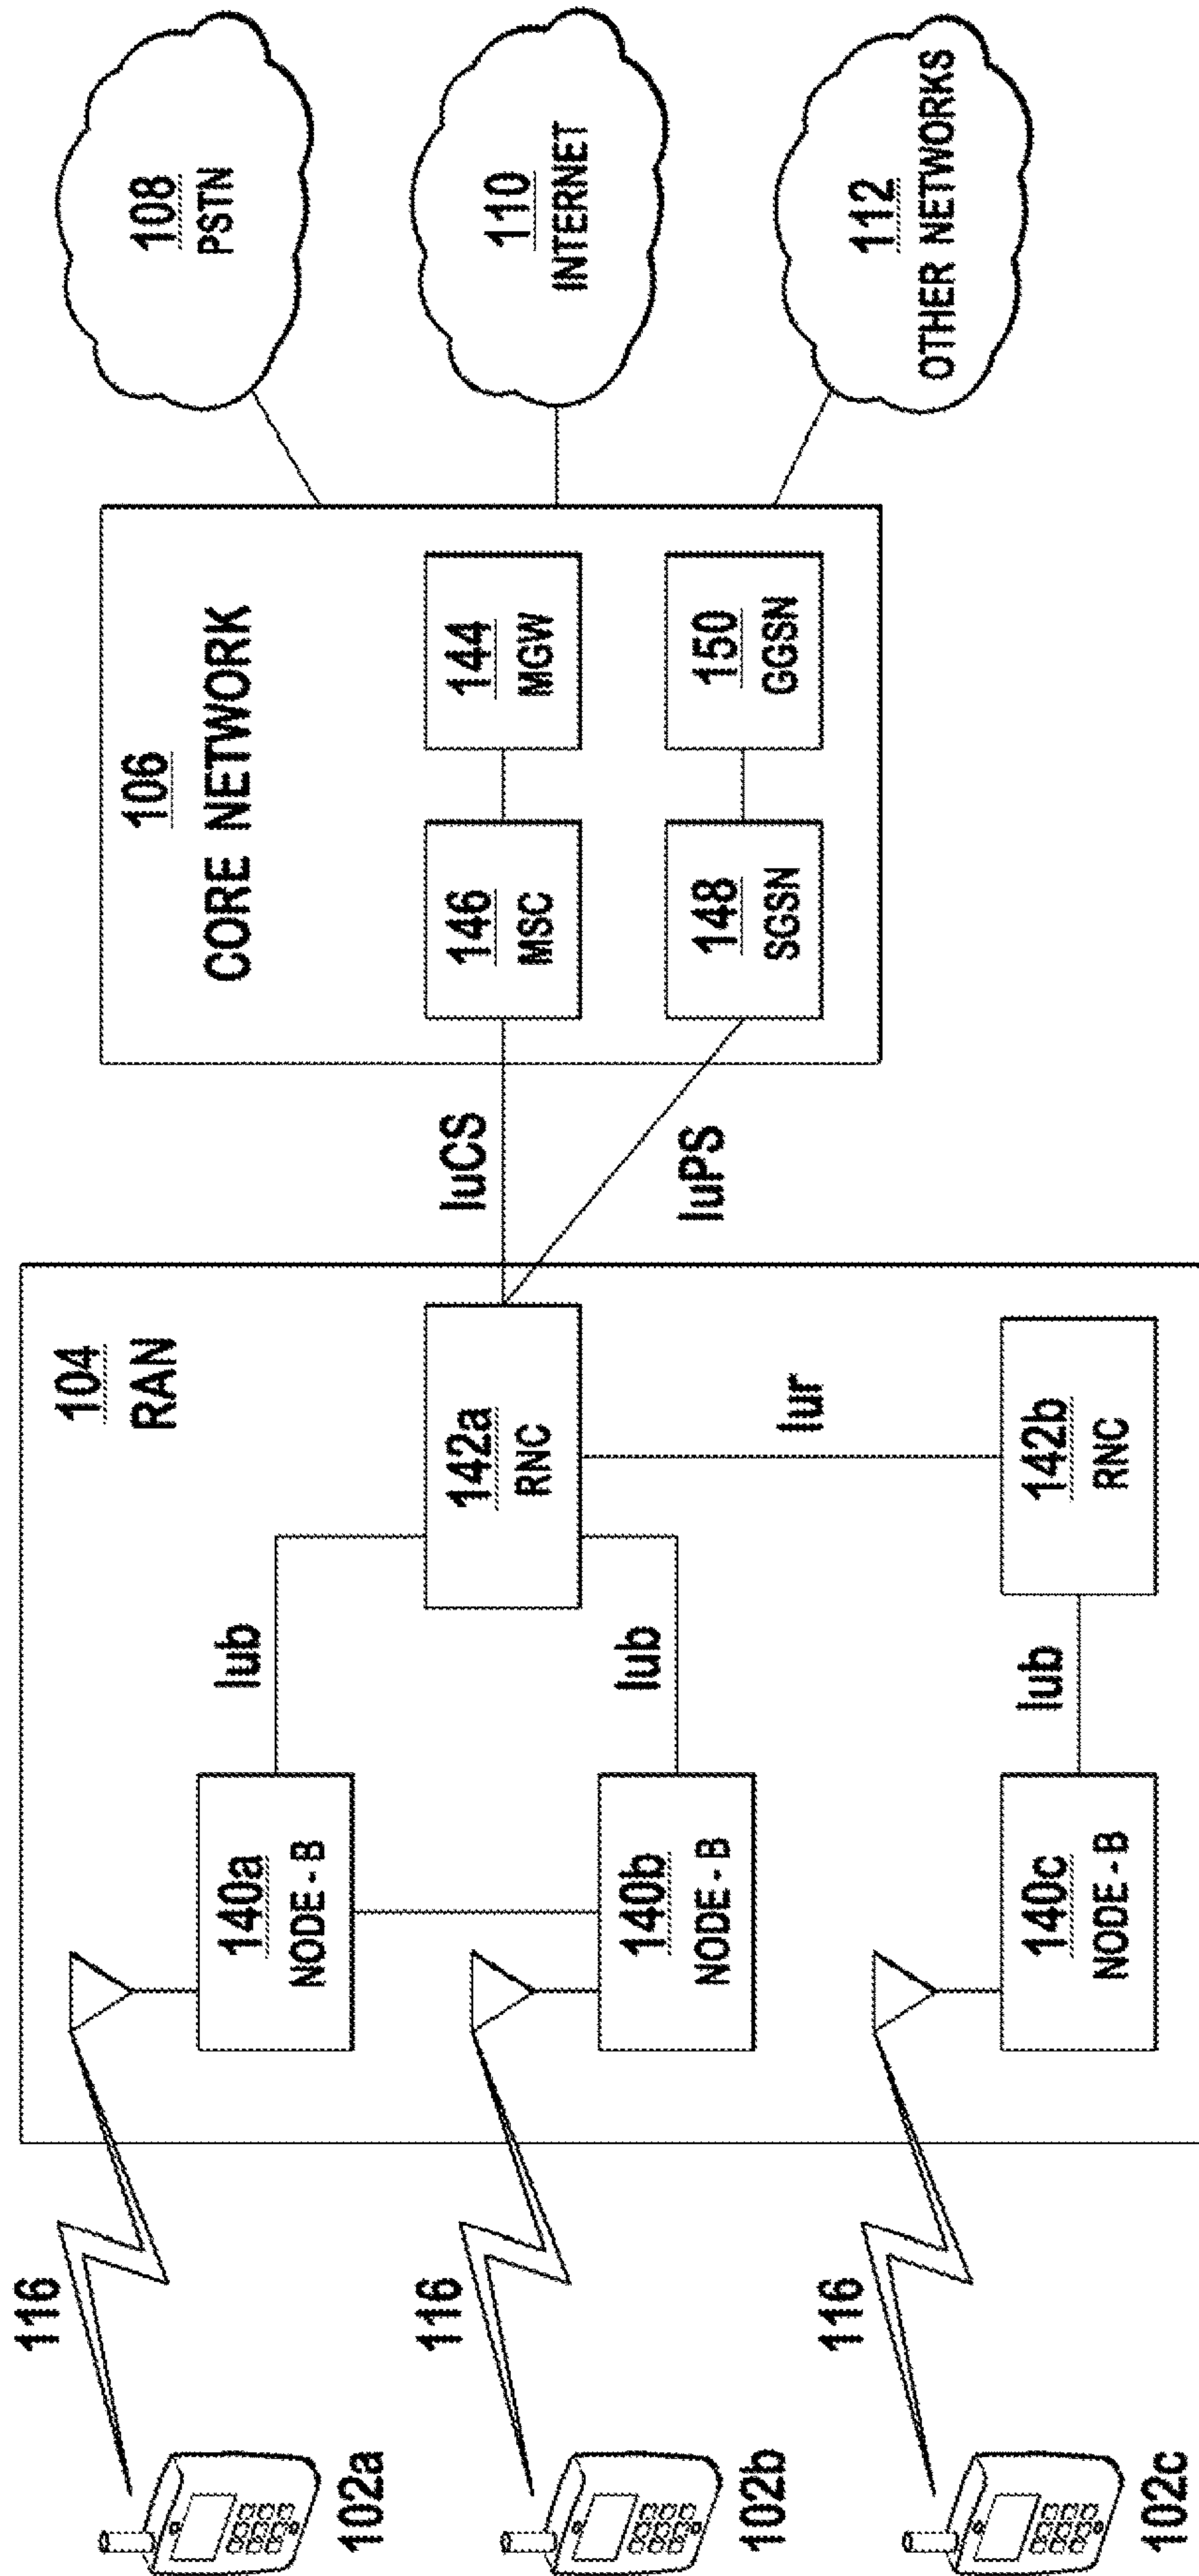 116
102a
116
102b
116
102c
104
RAN
140a
NODE - B
Iub
142a
RNC
140b
NODE - B
Iub
Iur
140c
NODE - B
Iub
142b
RNC
IuCS
IuPS
106
CORE NETWORK
146
MSC
144
MGW
148
SGSN
150
GGSN
108
PSTN
110
INTERNET
112
OTHER NETWORKS